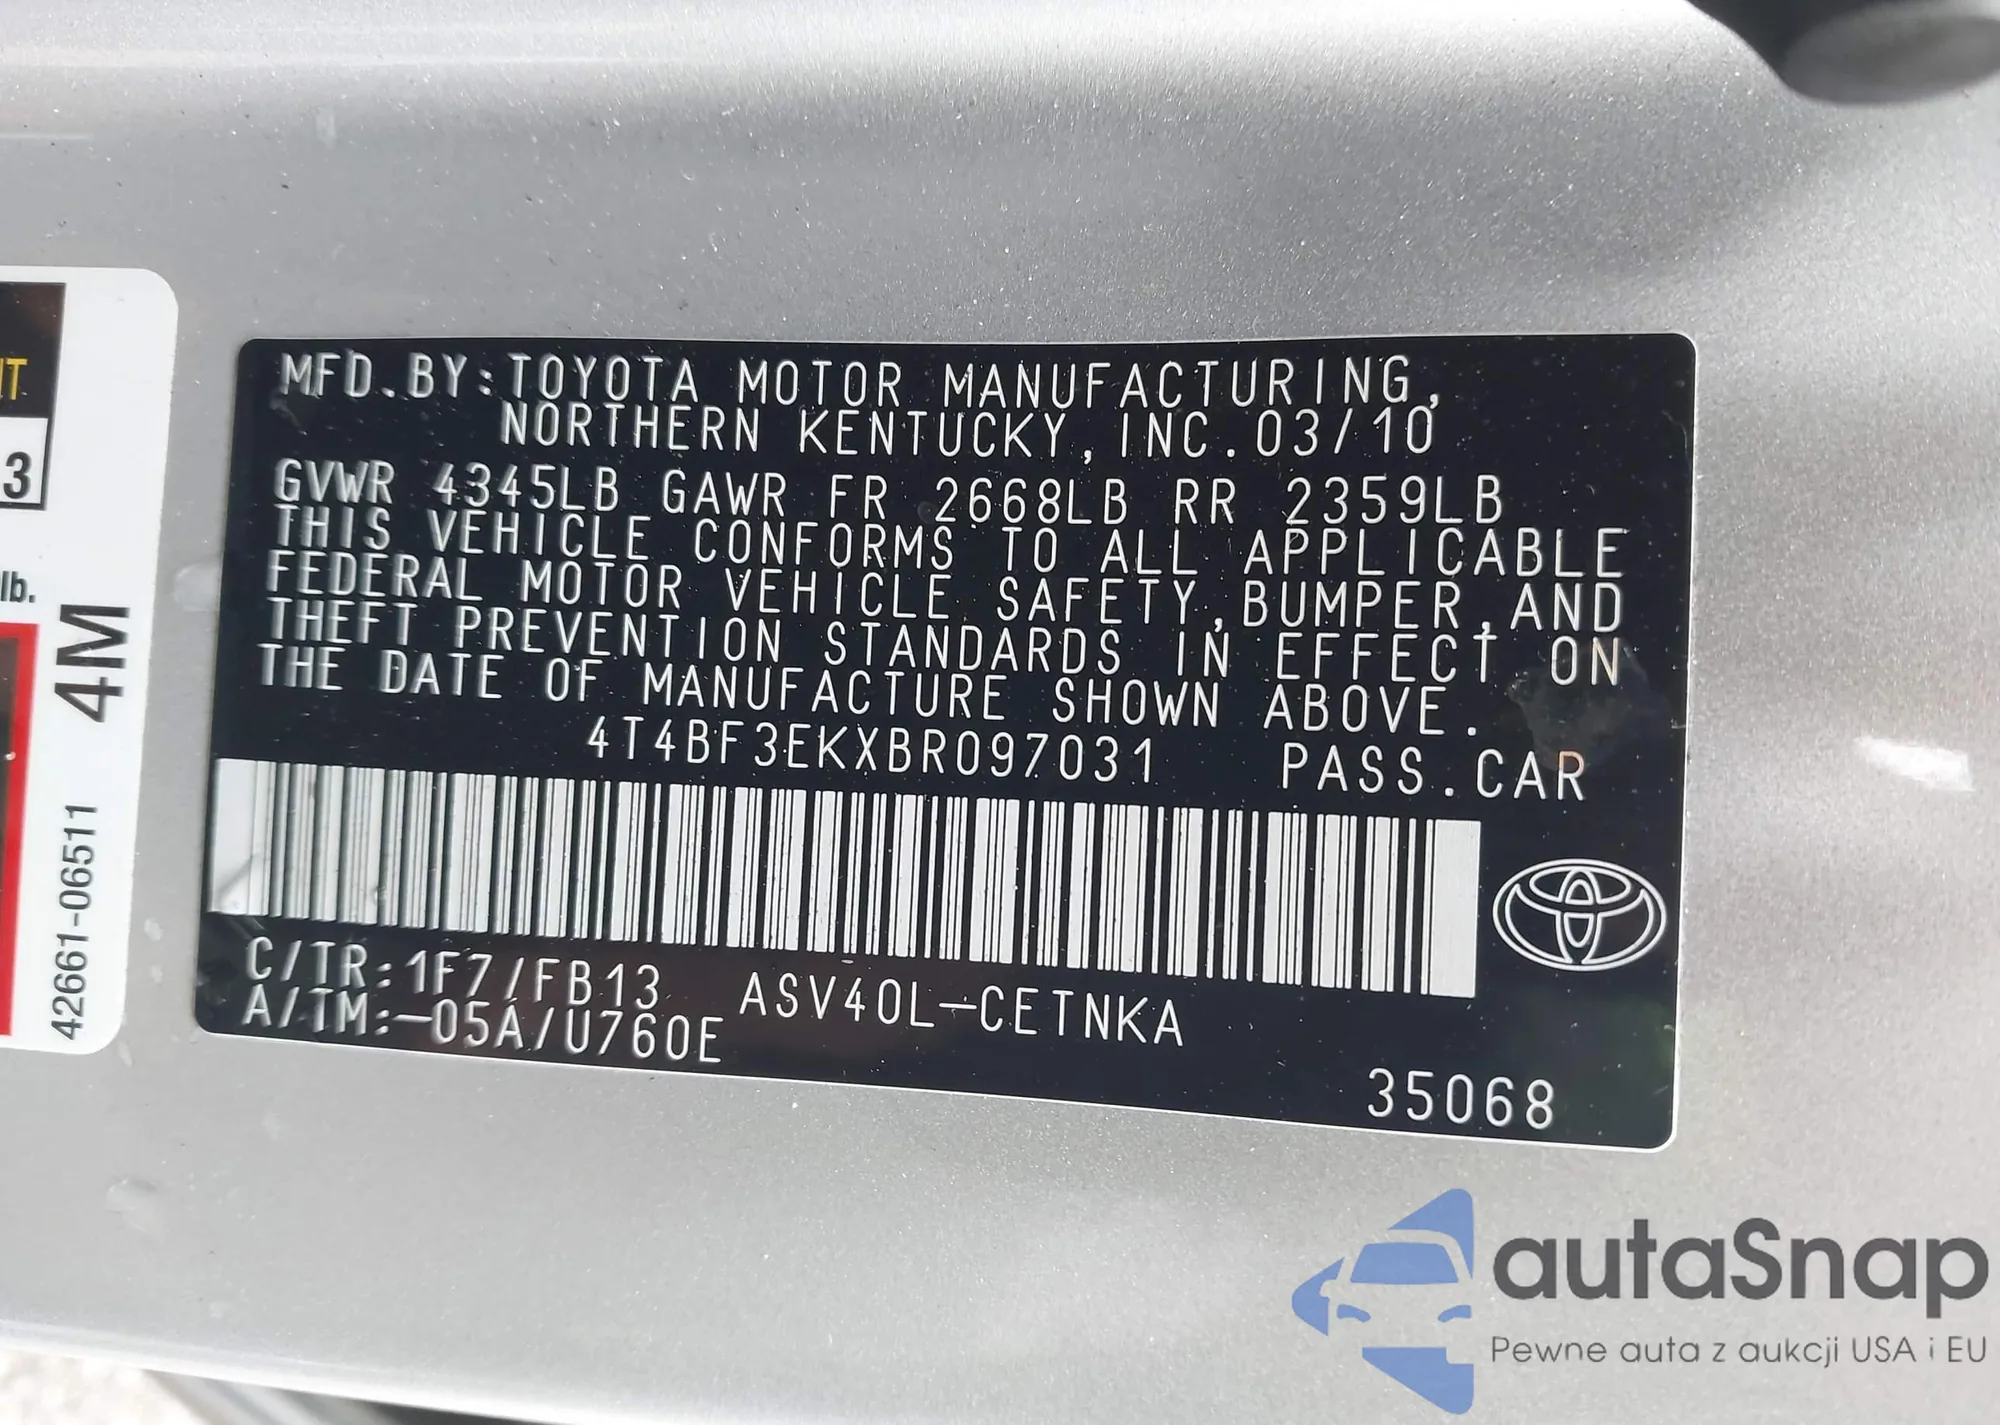 MFD.BY:TOYOTA MOTOR MANUFACTURING,
NORTHERN KENTUCKY,INC.03/10
GVWR 4345LB GAWR FR 2668LB RR 2359LB
THIS VEHICLE CONFORMS TO ALL APPLICABLE
FEDERAL MOTOR VEHICLE SAFETY,BUMPER,AND
THEFT PREVENTION STANDARDS IN EFFECT ON
THE DATE OF MANUFACTURE SHOWN ABOVE.
4T4BF3EKXBR097031 PASS.CAR
C/TR:1F7/FB13 ASV40L-CETNKA
A/TM:-05A/U760E
35068
3
lb.
4M
42661-06511
autaSnap
Pewne auta z aukcji USA i EU